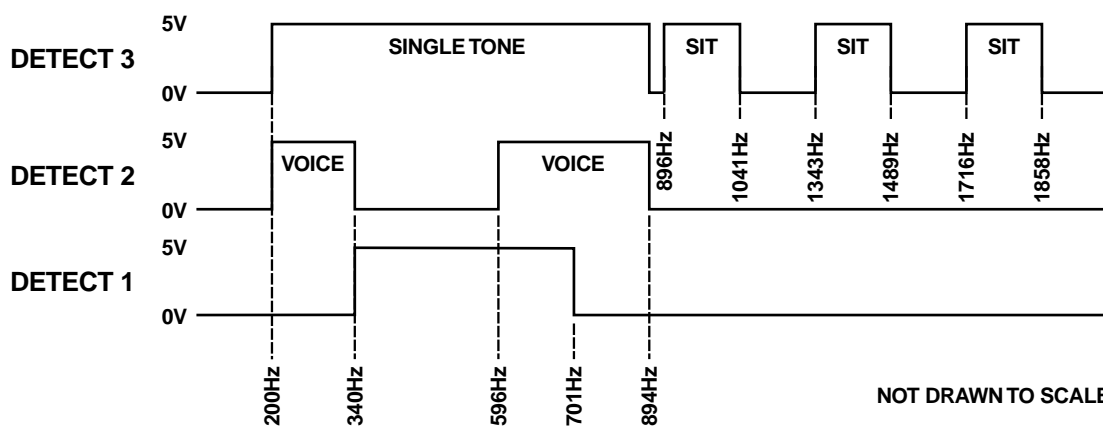 5V
DETECT 3
SINGLE TONE
SIT
SIT
SIT
0V
5V
DETECT 2
VOICE
VOICE
0V
896Hz
1041Hz
1343Hz
1489Hz
1716Hz
1858Hz
5V
DETECT 1
0V
200Hz
340Hz
596Hz
701Hz
894Hz
NOT DRAWN TO SCALE